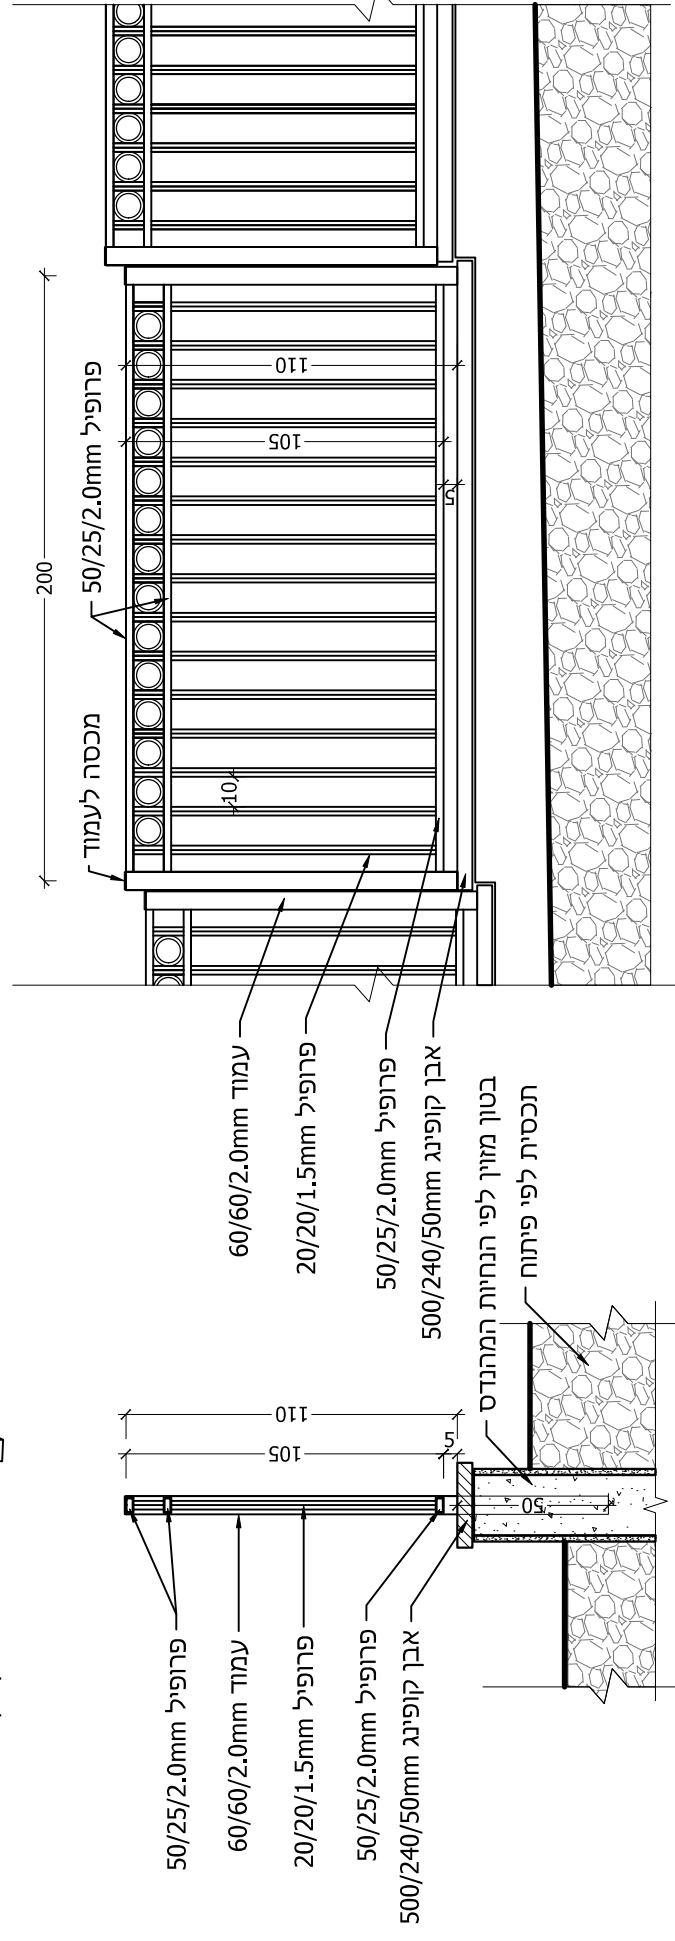 200
פרופיל 50/25/2.0mm
מכסה לעמוד
110
105
5
10
עמוד 60/60/2.0mm
פרופיל 20/20/1.5mm
פרופיל 50/25/2.0mm
אבן קופינג 500/240/50mm
בטון מזוין לפי הנחיות המהנדס
תכסית לפי פיתוח
110
105
5
50
פרופיל 50/25/2.0mm
עמוד 60/60/2.0mm
פרופיל 20/20/1.5mm
פרופיל 50/25/2.0mm
אבן קופינג 500/240/50mm